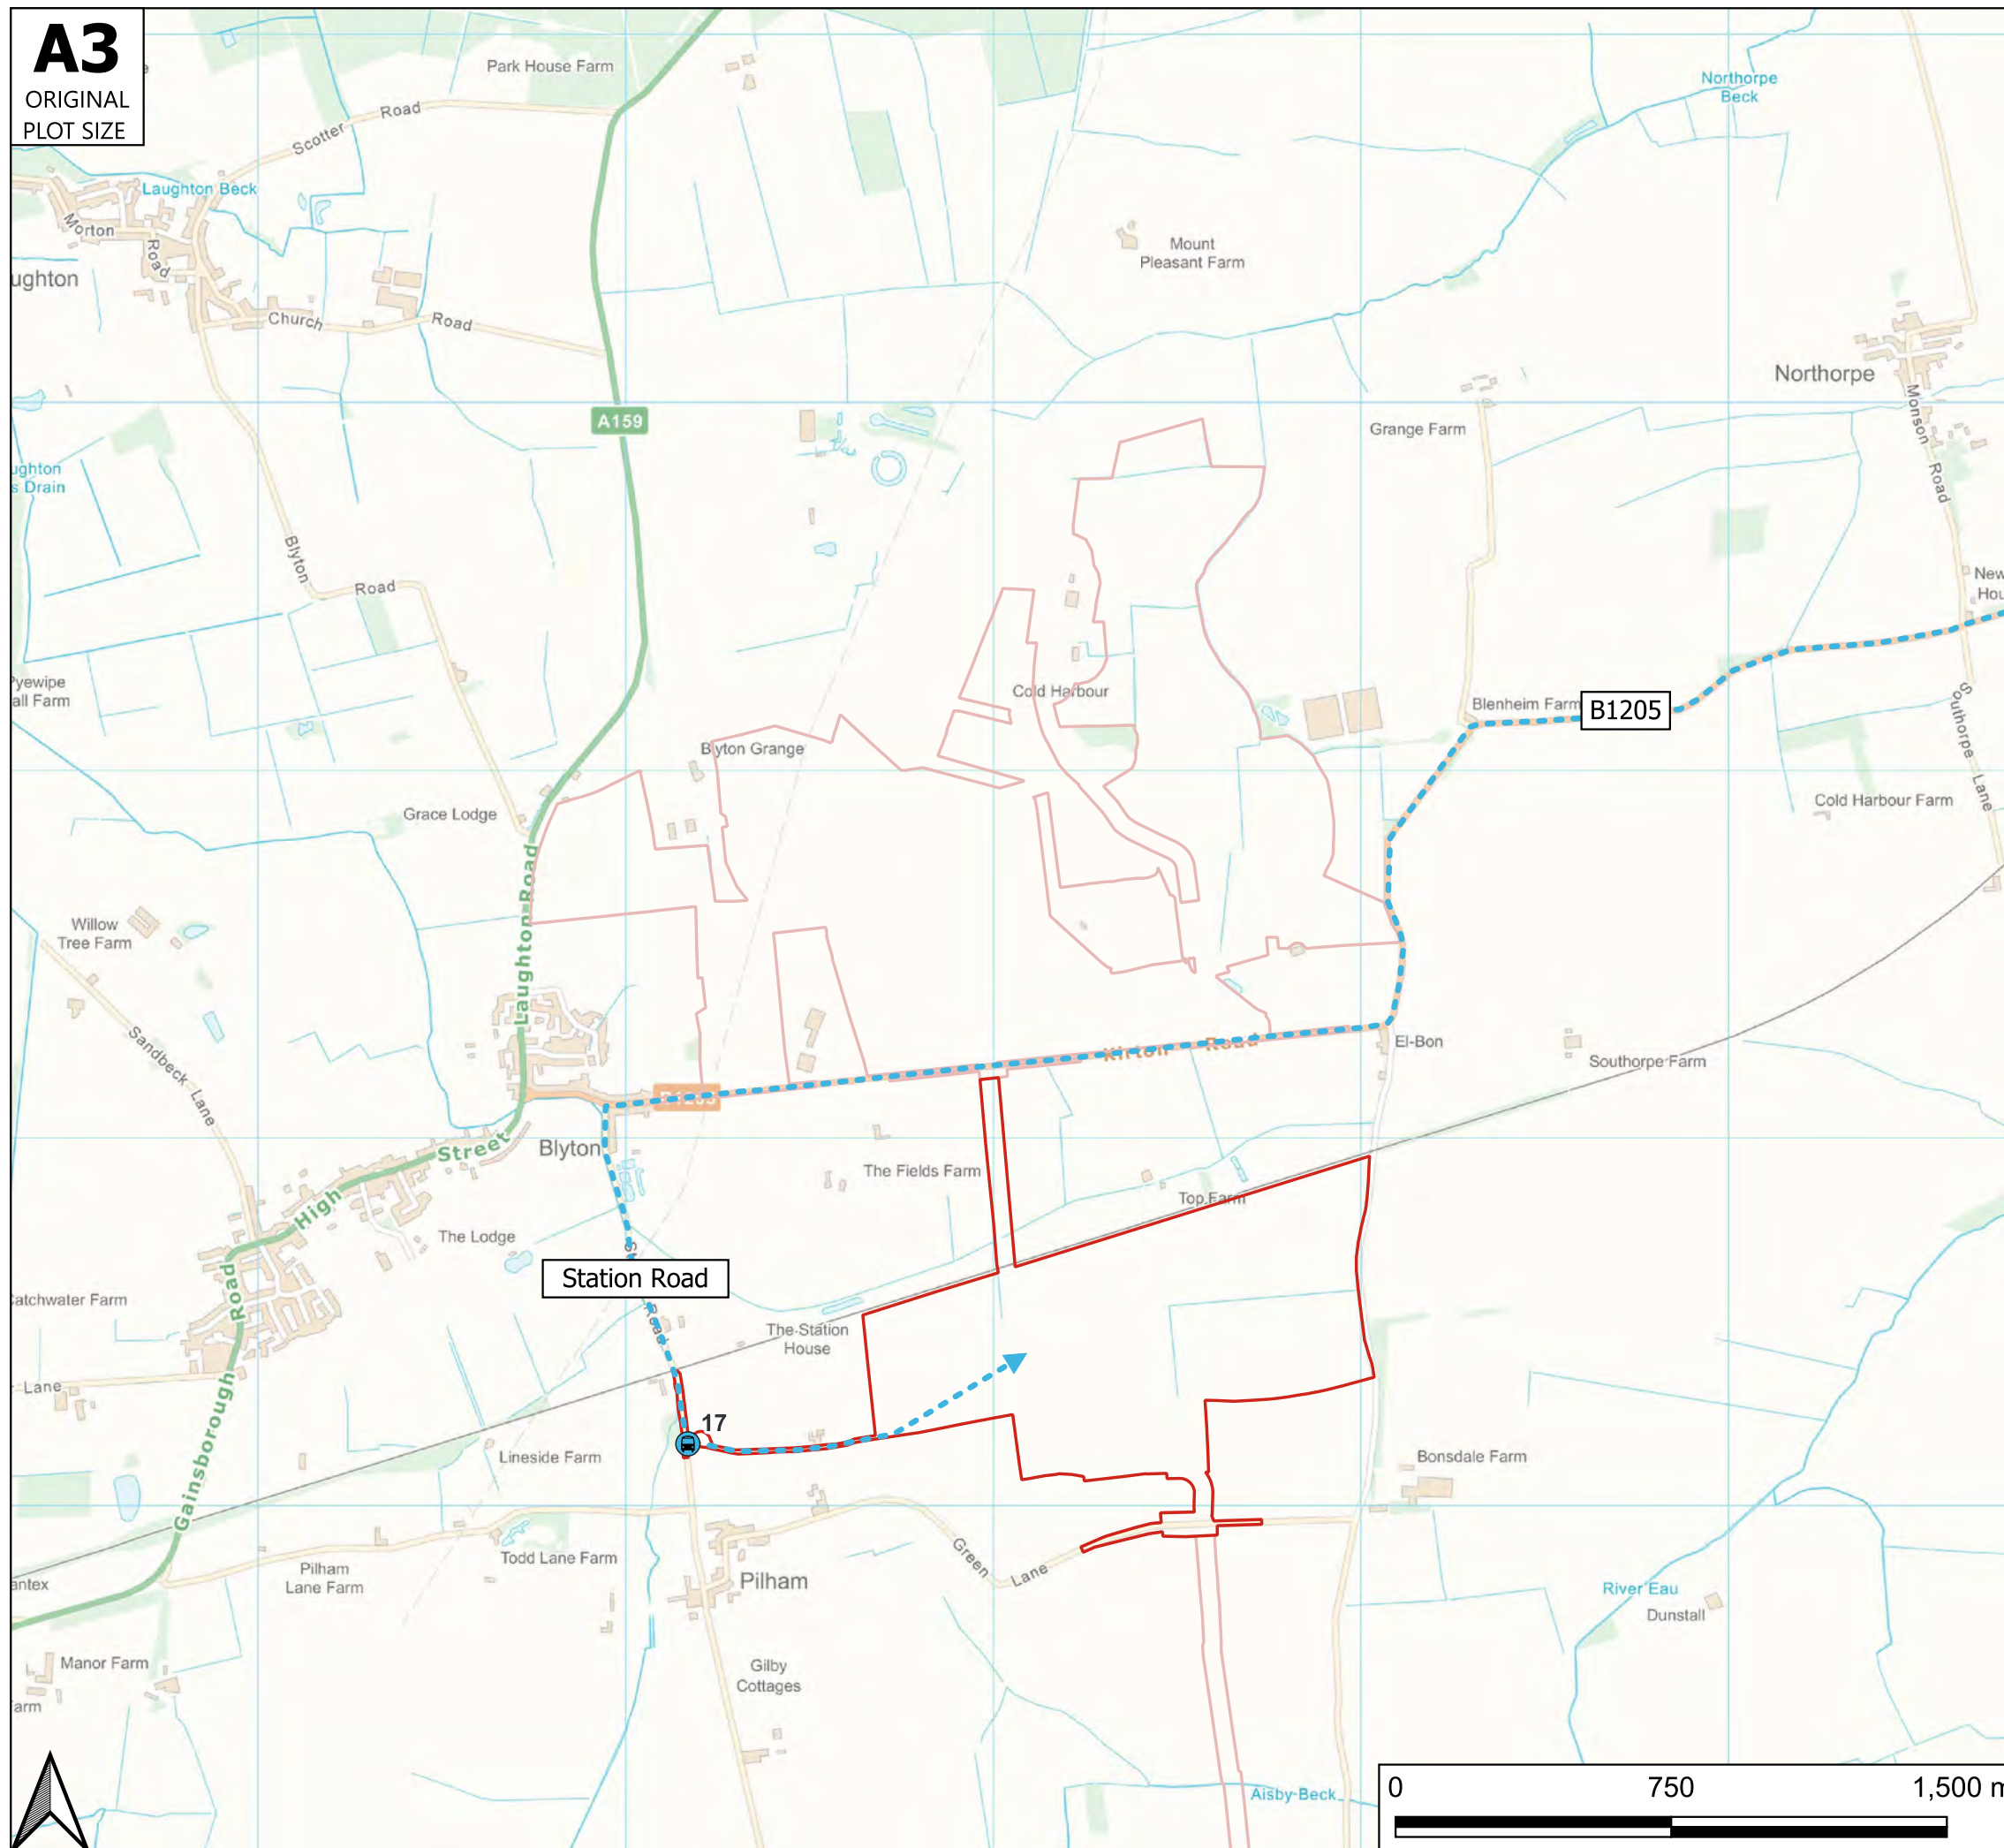 A3
ORIGINAL
PLOT SIZE
Park House Farm
Scotter Road
Northorpe
Beck
Laughton Beck
Morton
Road
ughton
Church Road
Mount
Pleasant Farm
Northorpe
Monson Road
A159
Grange Farm
ughton
s Drain
Blyton
Road
New
Hou
Pyewipe
all Farm
Cold Harbour
Blenheim Farm
B1205
Southorpe Lane
Blyton Grange
Grace Lodge
Cold Harbour Farm
Laughton Road
Willow
Tree Farm
Sandbeck Lane
Kirton Road
El-Bon
Southorpe Farm
Blyton
High Street
The Fields Farm
Top Farm
The Lodge
Station Road
Road
atchwater Farm
Road
The Station
House
Lane
17
Gainsborough
Lineside Farm
Bonsdale Farm
Todd Lane Farm
Green
Lane
Pilham
Lane Farm
Pilham
antex
River Eau
Dunstall
Manor Farm
Gilby
Cottages
arm
Aisby Beck
0 750 1,500 m